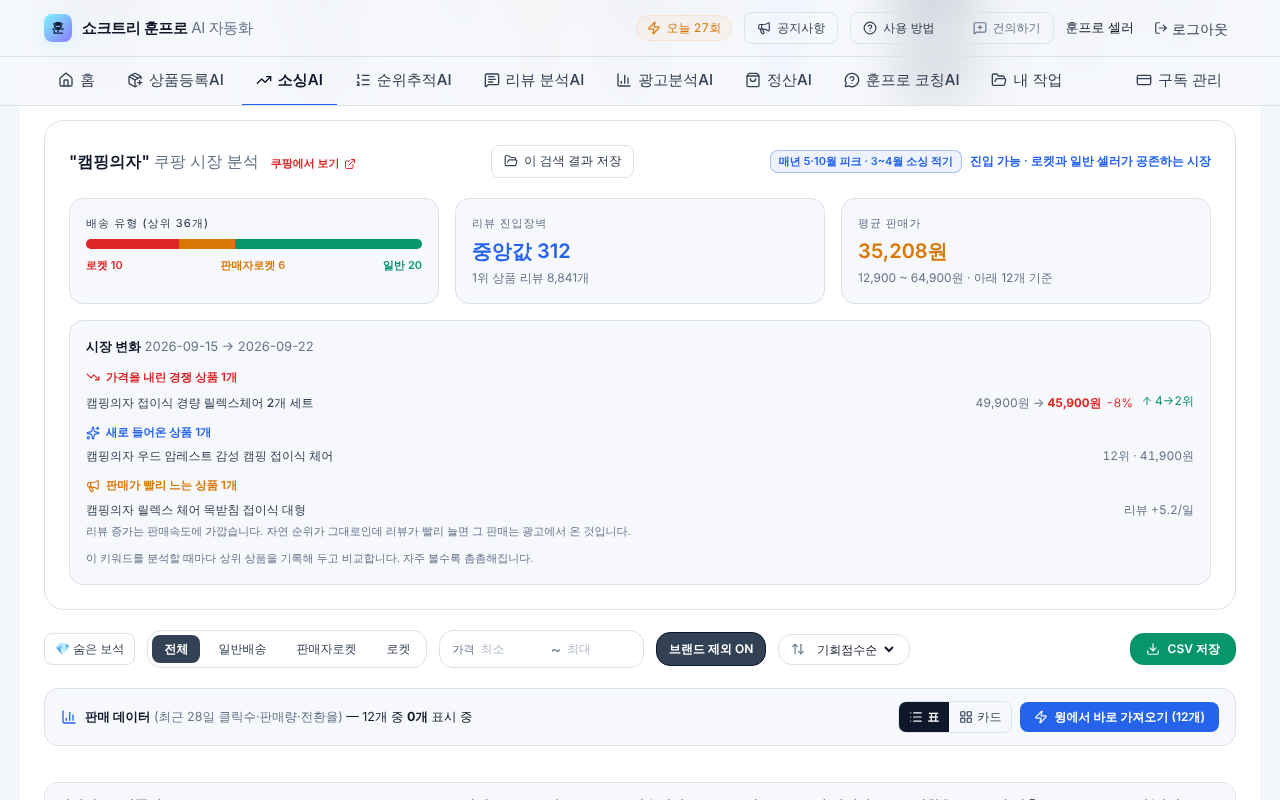 훈 쇼크트리 훈프로 AI 자동화
오늘 27회
공지사항
사용 방법
건의하기
훈프로 셀러
로그아웃
홈
상품등록AI
소싱AI
순위추적AI
리뷰 분석AI
광고분석AI
정산AI
훈프로 코칭AI
내 작업
구독 관리
"캠핑의자" 쿠팡 시장 분석
쿠팡에서 보기
이 검색 결과 저장
매년 5·10월 피크 · 3~4월 소싱 적기
진입 가능 · 로켓과 일반 셀러가 공존하는 시장
배송 유형 (상위 36개)
로켓 10
판매자로켓 6
일반 20
리뷰 진입장벽
중앙값 312
1위 상품 리뷰 8,841개
평균 판매가
35,208원
12,900 ~ 64,900원 · 아래 12개 기준
시장 변화 2026-09-15 → 2026-09-22
가격을 내린 경쟁 상품 1개
캠핑의자 접이식 경량 릴렉스체어 2개 세트
49,900원 → 45,900원 -8% ↑ 4→2위
새로 들어온 상품 1개
캠핑의자 우드 암레스트 감성 캠핑 접이식 체어
12위 · 41,900원
판매가 빨리 느는 상품 1개
캠핑의자 릴렉스 체어 목받침 접이식 대형
리뷰 +5.2/일
리뷰 증가는 판매속도에 가깝습니다. 자연 순위가 그대로인데 리뷰가 빨리 늘면 그 판매는 광고에서 온 것입니다.
이 키워드를 분석할 때마다 상위 상품을 기록해 두고 비교합니다. 자주 볼수록 촘촘해집니다.
💎 숨은 보석
전체
일반배송
판매자로켓
로켓
가격 최소 ~ 최대
브랜드 제외 ON
기회점수순
CSV 저장
판매 데이터 (최근 28일 클릭수·판매량·전환율) — 12개 중 0개 표시 중
표
카드
윙에서 바로 가져오기 (12개)